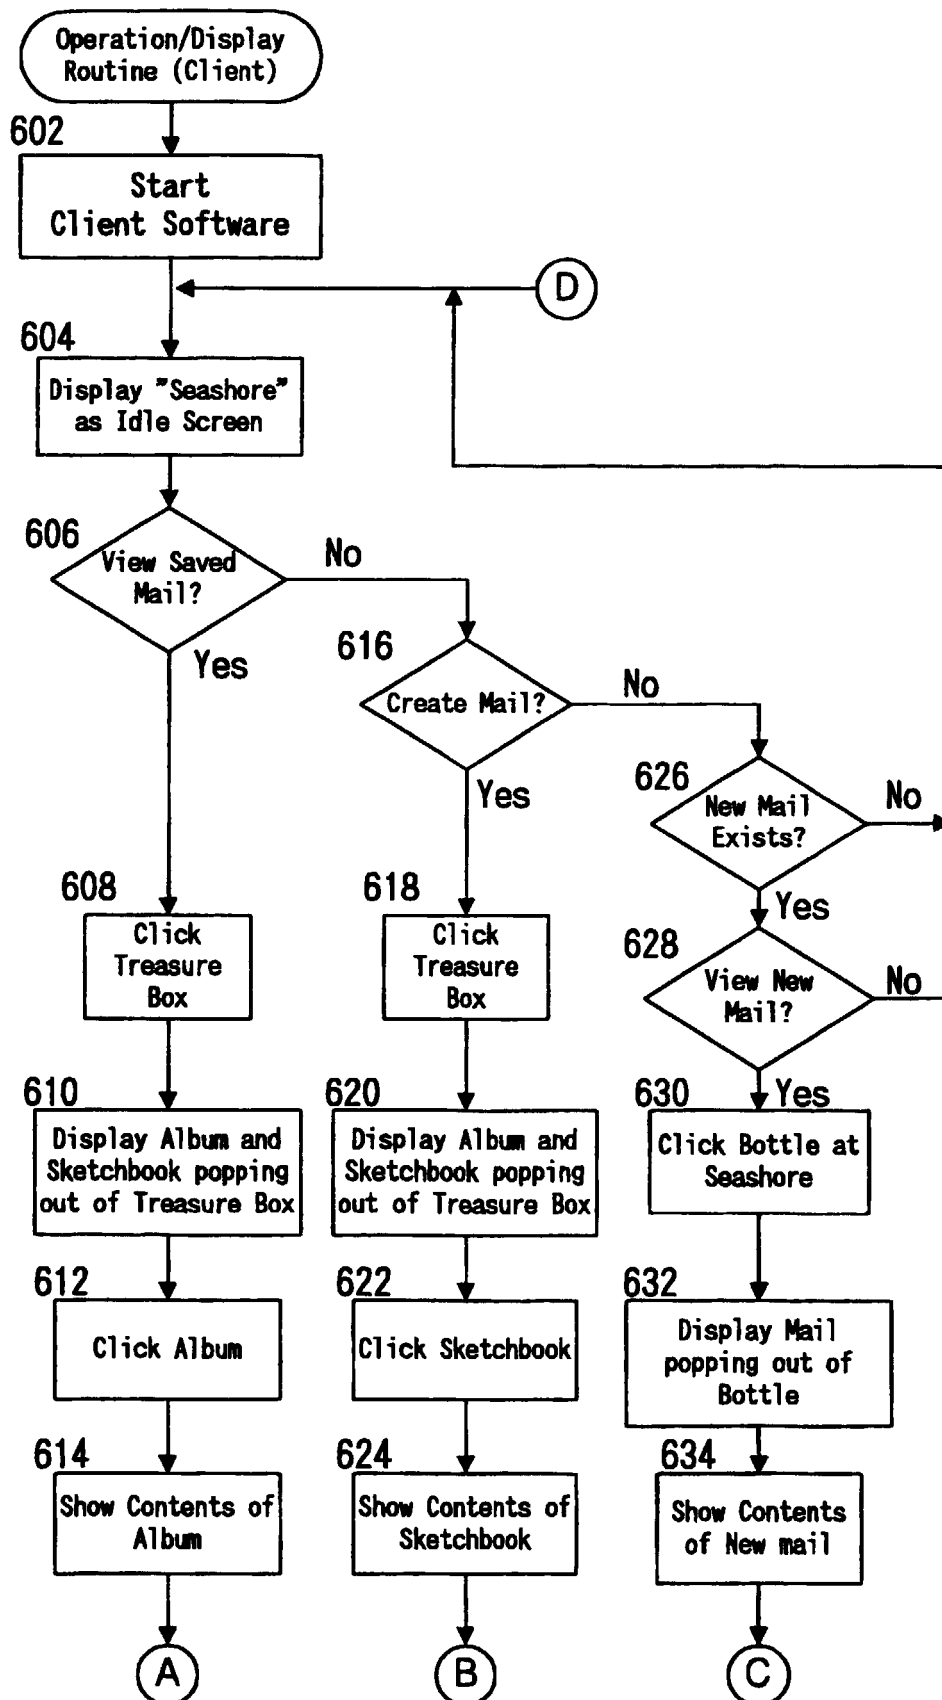 Operation/Display
Routine (Client)
602
Start
Client Software
D
604
Display "Seashore"
as Idle Screen
606
View Saved
Mail?
No
Yes
616
Create Mail?
No
Yes
626
New Mail
Exists?
No
Yes
608
Click
Treasure
Box
618
Click
Treasure
Box
628
View New
Mail?
No
Yes
610
Display Album and
Sketchbook popping
out of Treasure Box
620
Display Album and
Sketchbook popping
out of Treasure Box
630
Click Bottle at
Seashore
612
Click Album
622
Click Sketchbook
632
Display Mail
popping out of
Bottle
614
Show Contents of
Album
624
Show Contents of
Sketchbook
634
Show Contents
of New mail
A
B
C